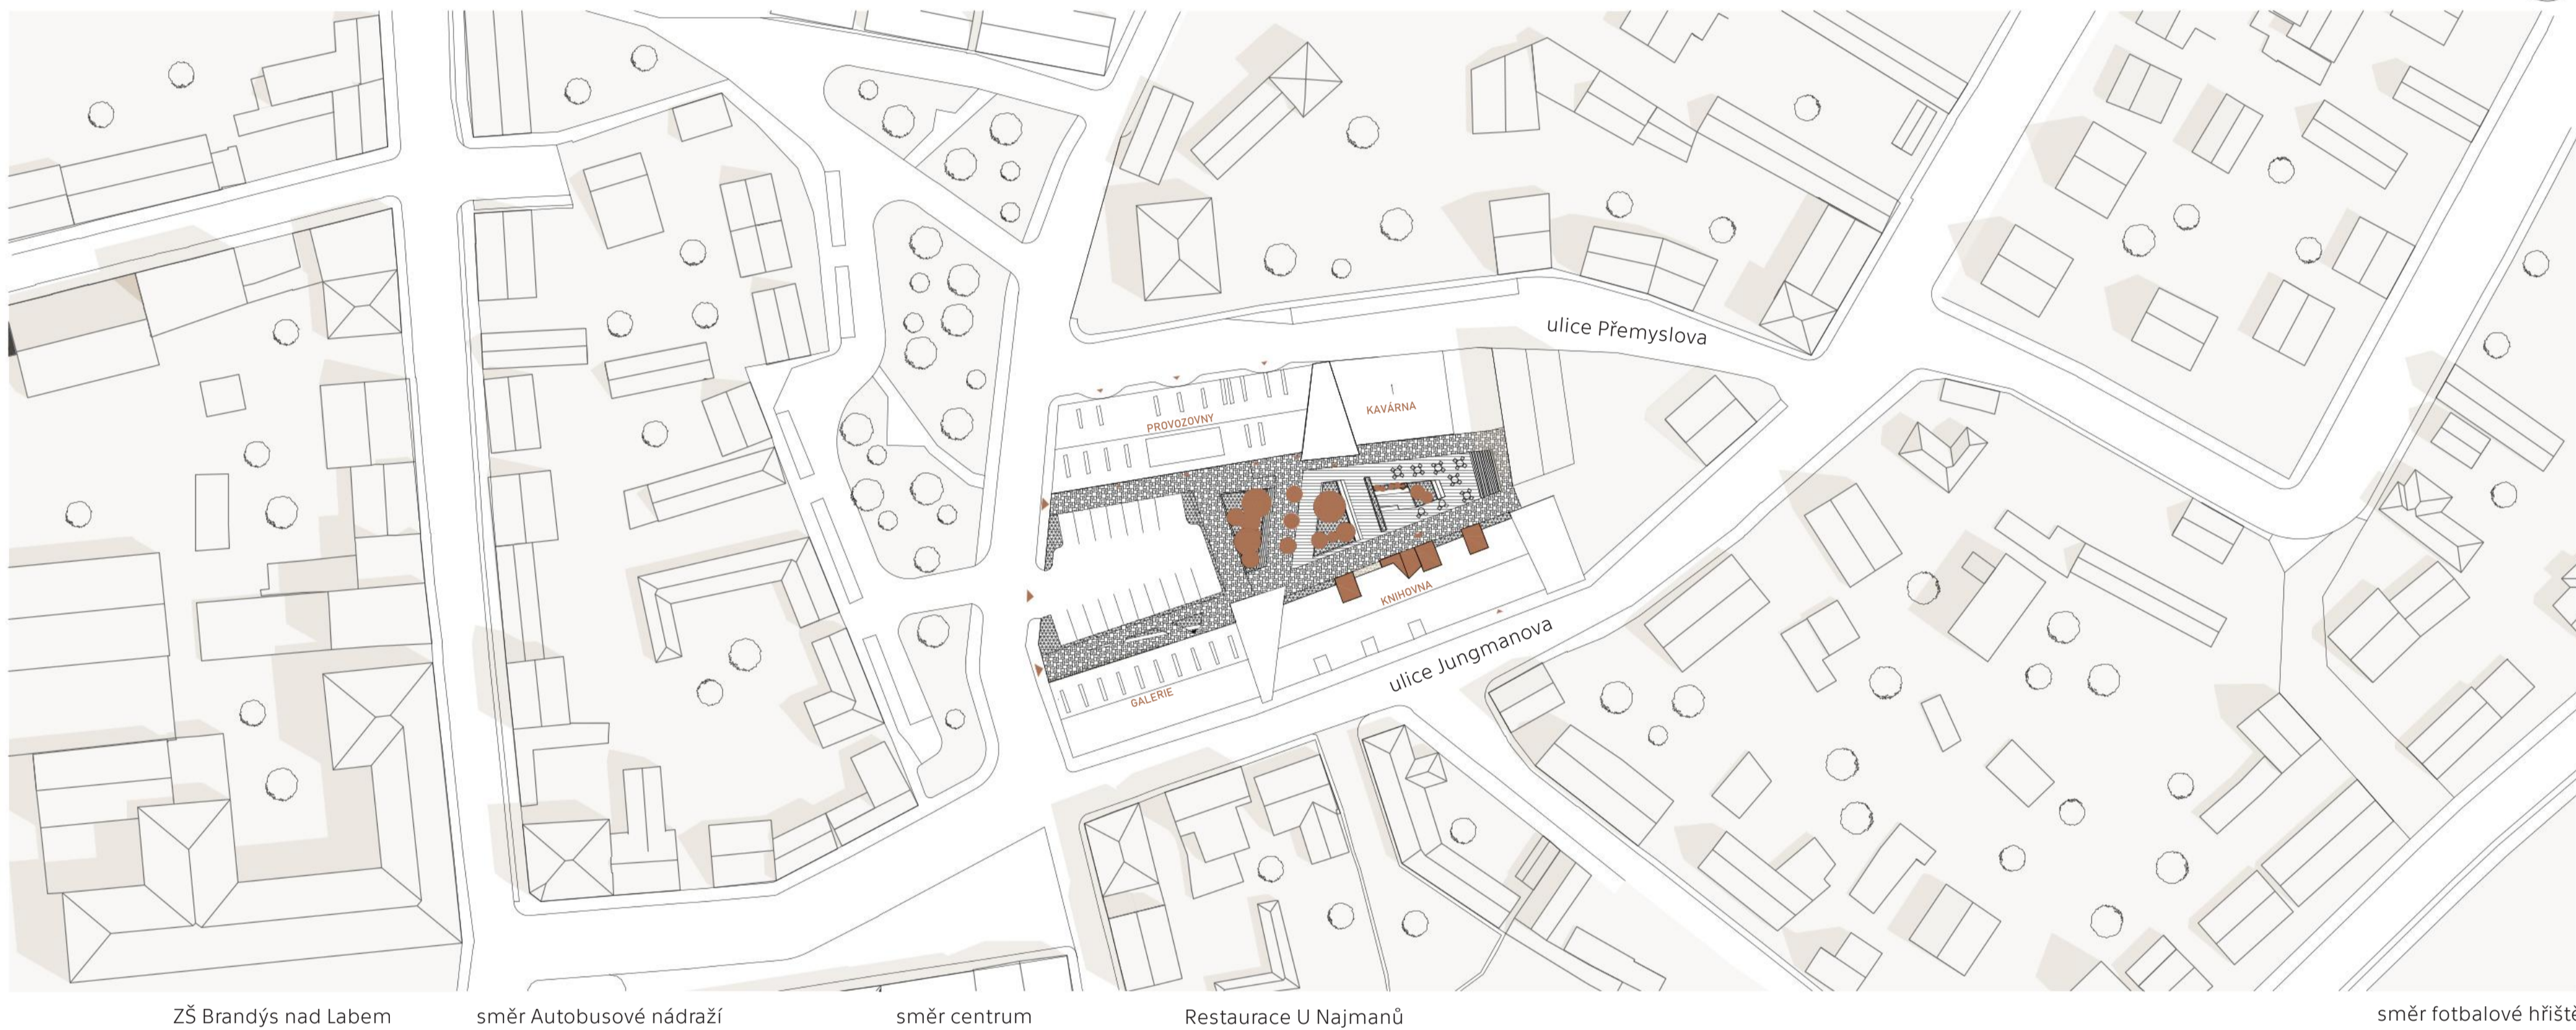 ulice Přemyslova
KAVÁRNA
PROVOZOVNY
KNIHOVNA
ulice Jungmanova
GALERIE
ZŠ Brandýs nad Labem
směr Autobusové nádraží
směr centrum
Restaurace U Najmanů
směr fotbalové hřiště